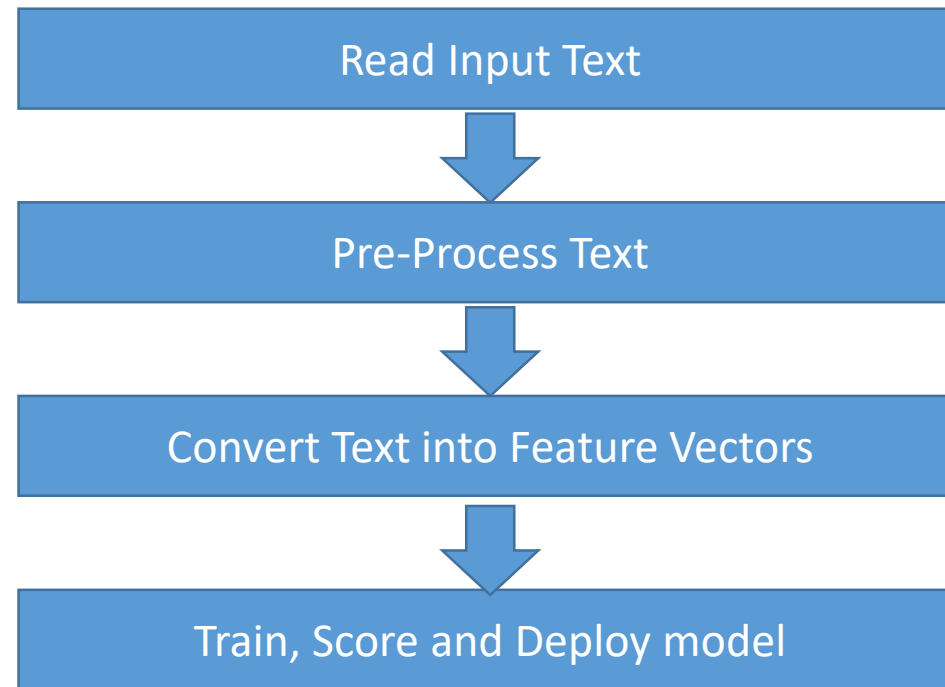 Read Input Text
Pre-Process Text
Convert Text into Feature Vectors
Train, Score and Deploy model